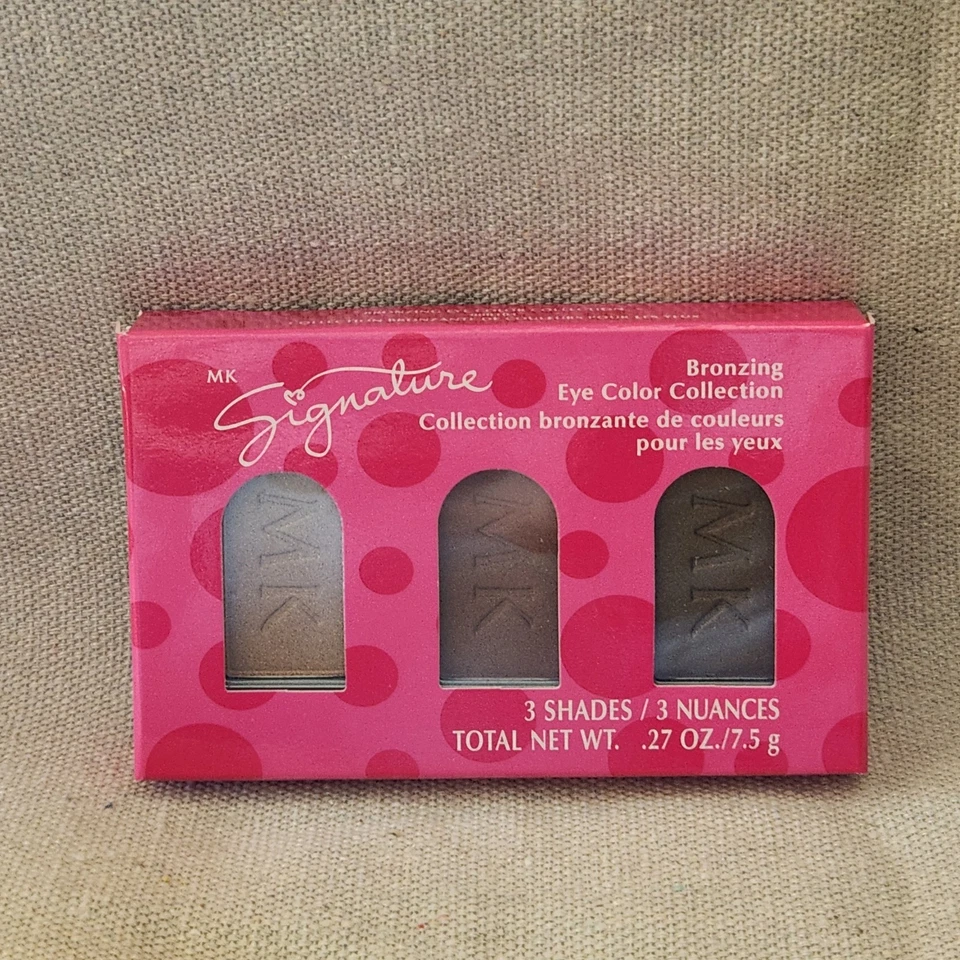 MK
Signature
Bronzing
Eye Color Collection
Collection bronzante de couleurs
pour les yeux
MK
MK
MK
3 SHADES / 3 NUANCES
TOTAL NET WT. .27 OZ./7.5 g